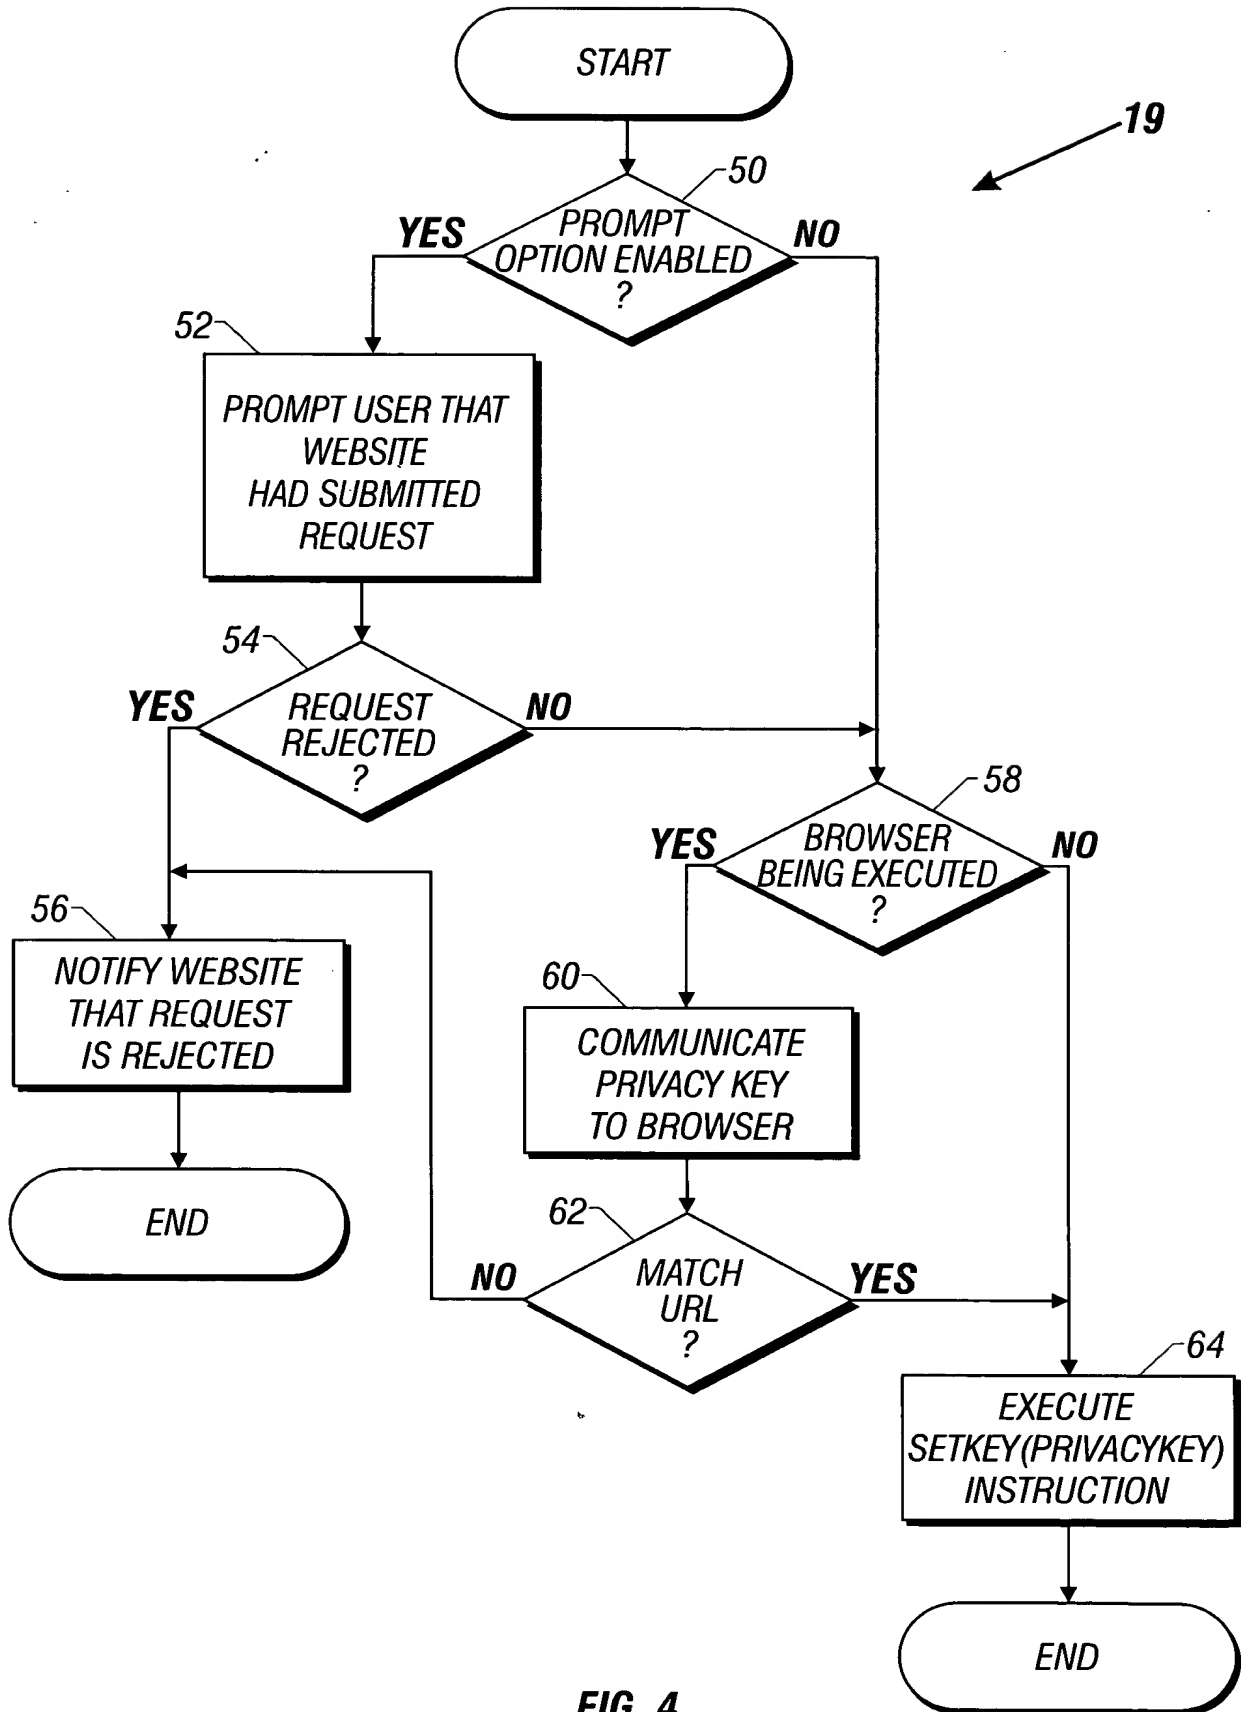 START
19
50
PROMPT
OPTION ENABLED
?
YES
NO
52
PROMPT USER THAT
WEBSITE
HAD SUBMITTED
REQUEST
54
REQUEST
REJECTED
?
YES
NO
58
BROWSER
BEING EXECUTED
?
YES
NO
56
NOTIFY WEBSITE
THAT REQUEST
IS REJECTED
60
COMMUNICATE
PRIVACY KEY
TO BROWSER
END
62
MATCH
URL
?
NO
YES
64
EXECUTE
SETKEY(PRIVACYKEY)
INSTRUCTION
END
FIG. 4